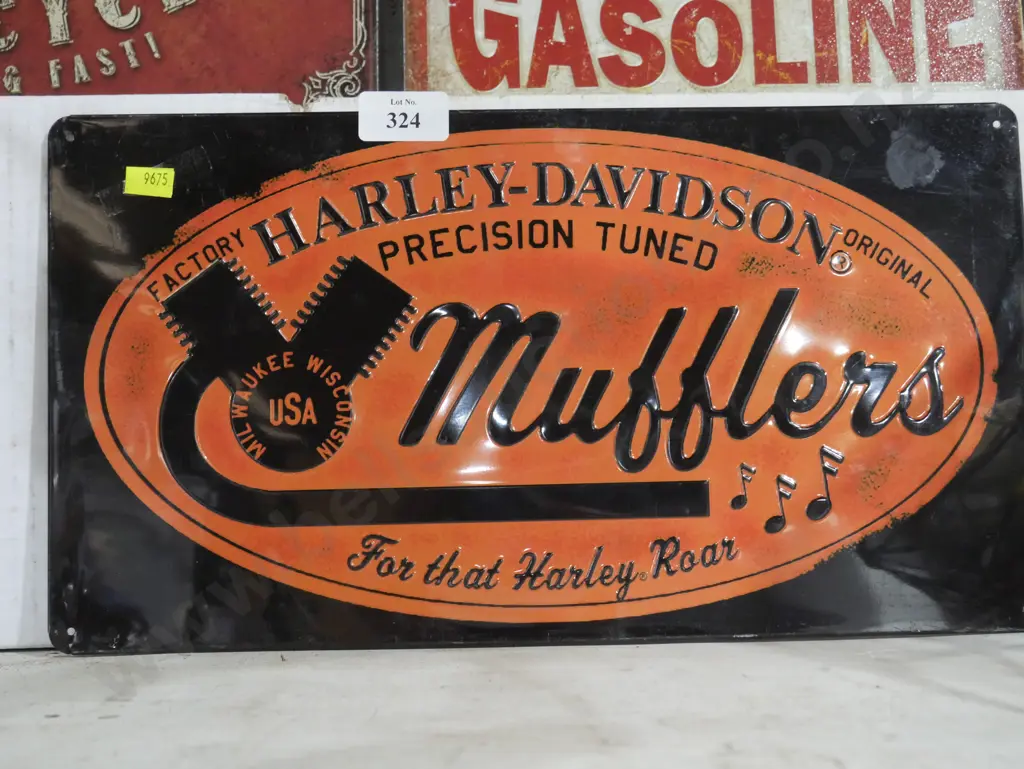 G FAST!
GASOLINE
Lot No.
324
9675
FACTORY HARLEY-DAVIDSON® ORIGINAL
PRECISION TUNED
Mufflers
MILWAUKEE WISCONSIN
USA
For that Harley® Roar